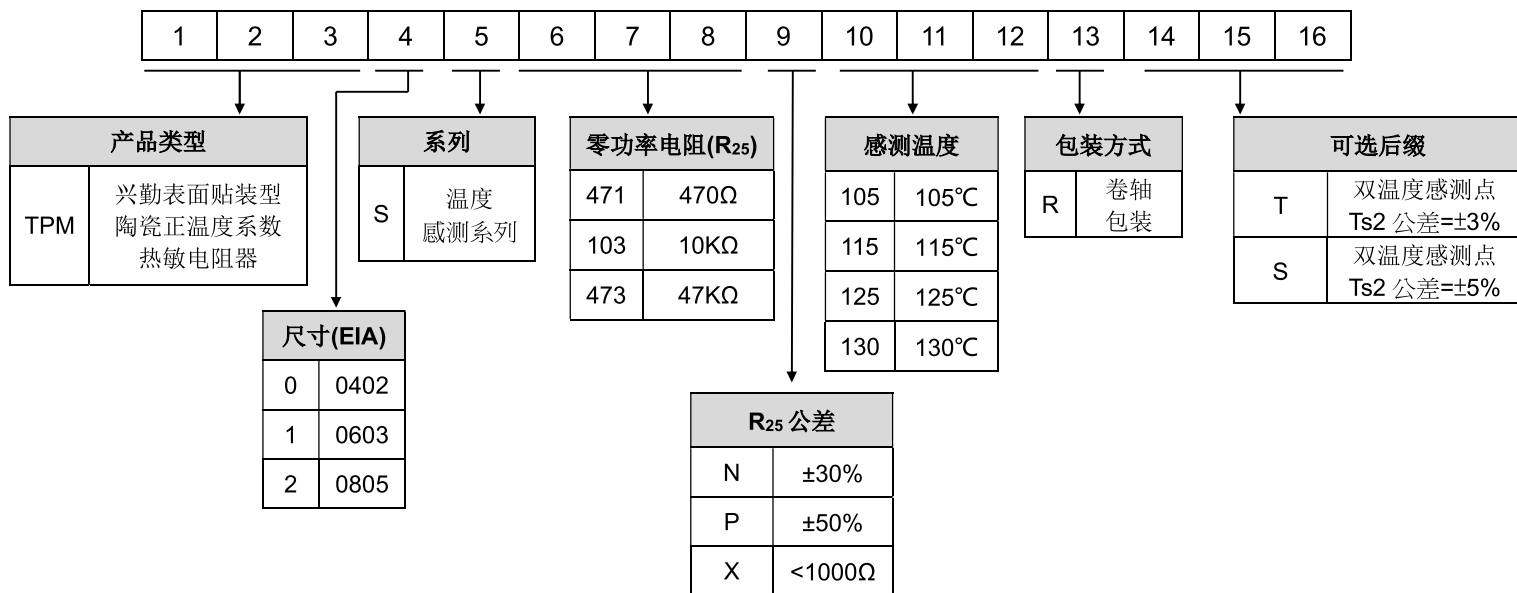 1 2 3 4 5 6 7 8 9 10 11 12 13 14 15 16
产品类型
TPM
兴勤表面贴装型
陶瓷正温度系数
热敏电阻器
尺寸(EIA)
0 0402
1 0603
2 0805
系列
S
温度
感测系列
零功率电阻(R25)
471 470Ω
103 10KΩ
473 47KΩ
R25 公差
N ±30%
P ±50%
X <1000Ω
感测温度
105 105℃
115 115℃
125 125℃
130 130℃
包装方式
R
卷轴
包装
可选后缀
T
双温度感测点
Ts2 公差=±3%
S
双温度感测点
Ts2 公差=±5%